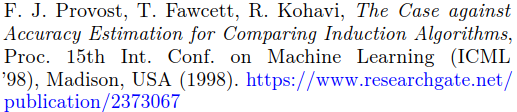 F. J. Provost, T. Fawcett, R. Kohavi, The Case against
Accuracy Estimation for Comparing Induction Algorithms,
Proc. 15th Int. Conf. on Machine Learning (ICML
'98), Madison, USA (1998). https://www.researchgate.net/
publication/2373067